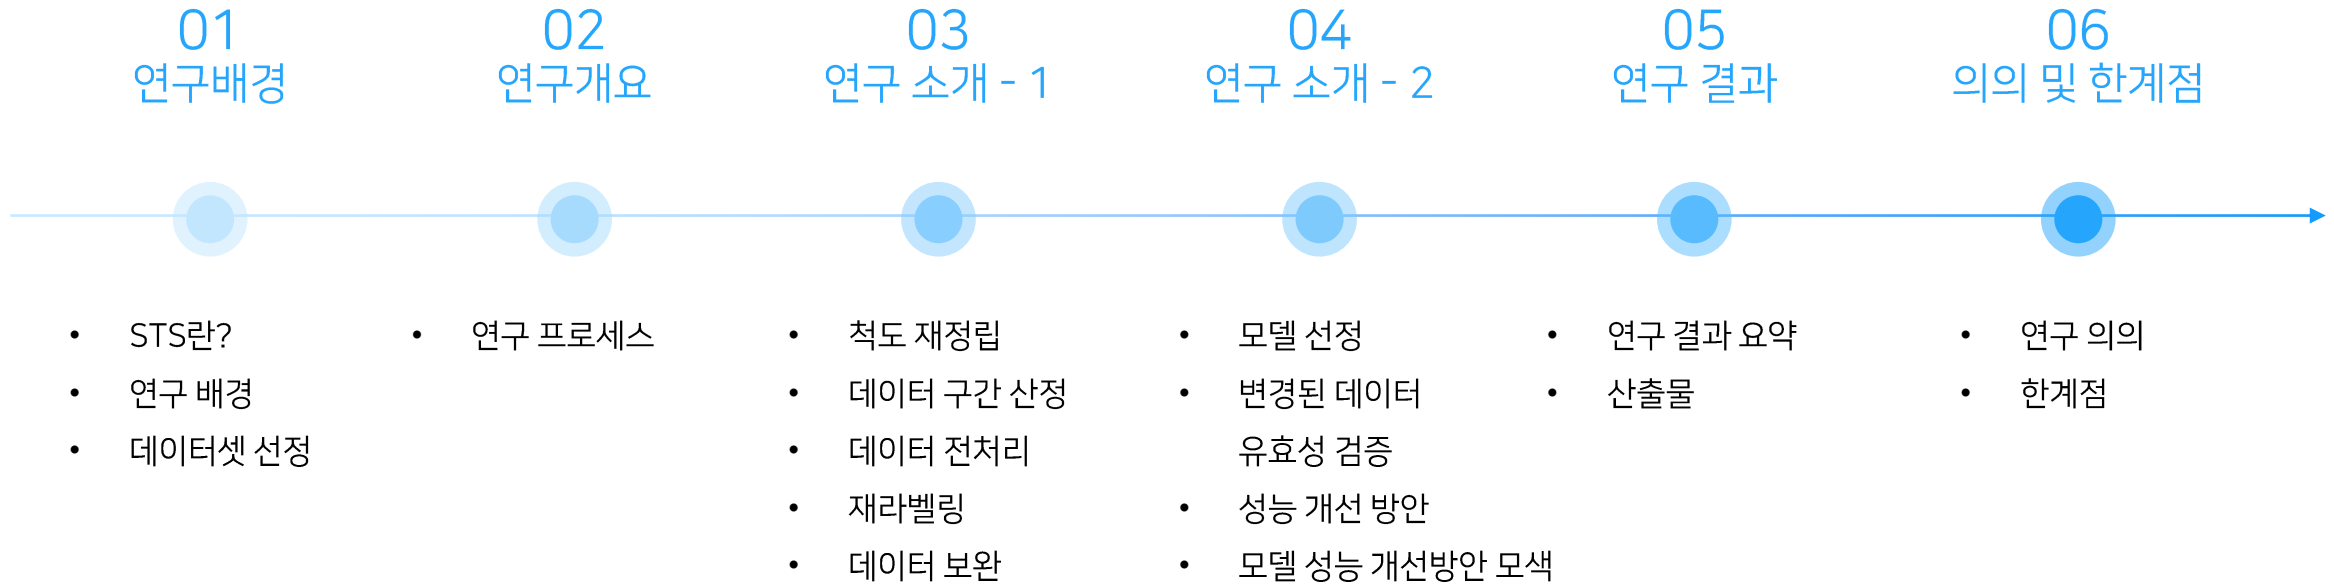 01
연구배경
• STS란?
• 연구 배경
• 데이터셋 선정
02
연구개요
• 연구 프로세스
03
연구 소개 - 1
• 척도 재정립
• 데이터 구간 산정
• 데이터 전처리
• 재라벨링
• 데이터 보완
04
연구 소개 - 2
• 모델 선정
• 변경된 데이터
유효성 검증
• 성능 개선 방안
• 모델 성능 개선방안 모색
05
연구 결과
• 연구 결과 요약
• 산출물
06
의의 및 한계점
• 연구 의의
• 한계점